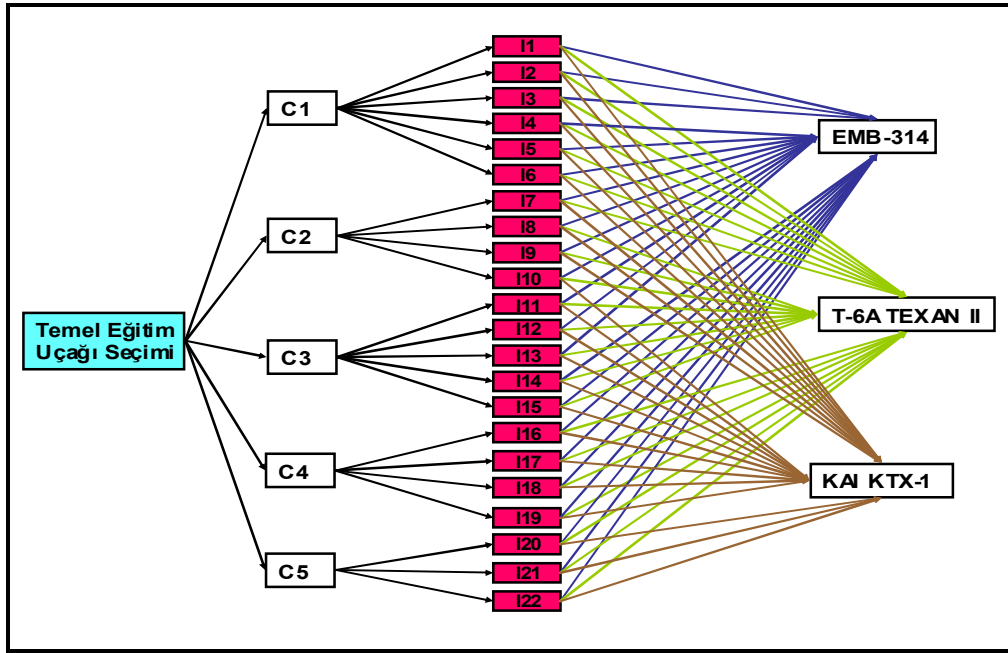 Temel Eğitim
Uçağı Seçimi
C1
C2
C3
C4
C5
I1
I2
I3
I4
I5
I6
I7
I8
I9
I10
I11
I12
I13
I14
I15
I16
I17
I18
I19
I20
I21
I22
EMB-314
T-6A TEXAN II
KAI KTX-1